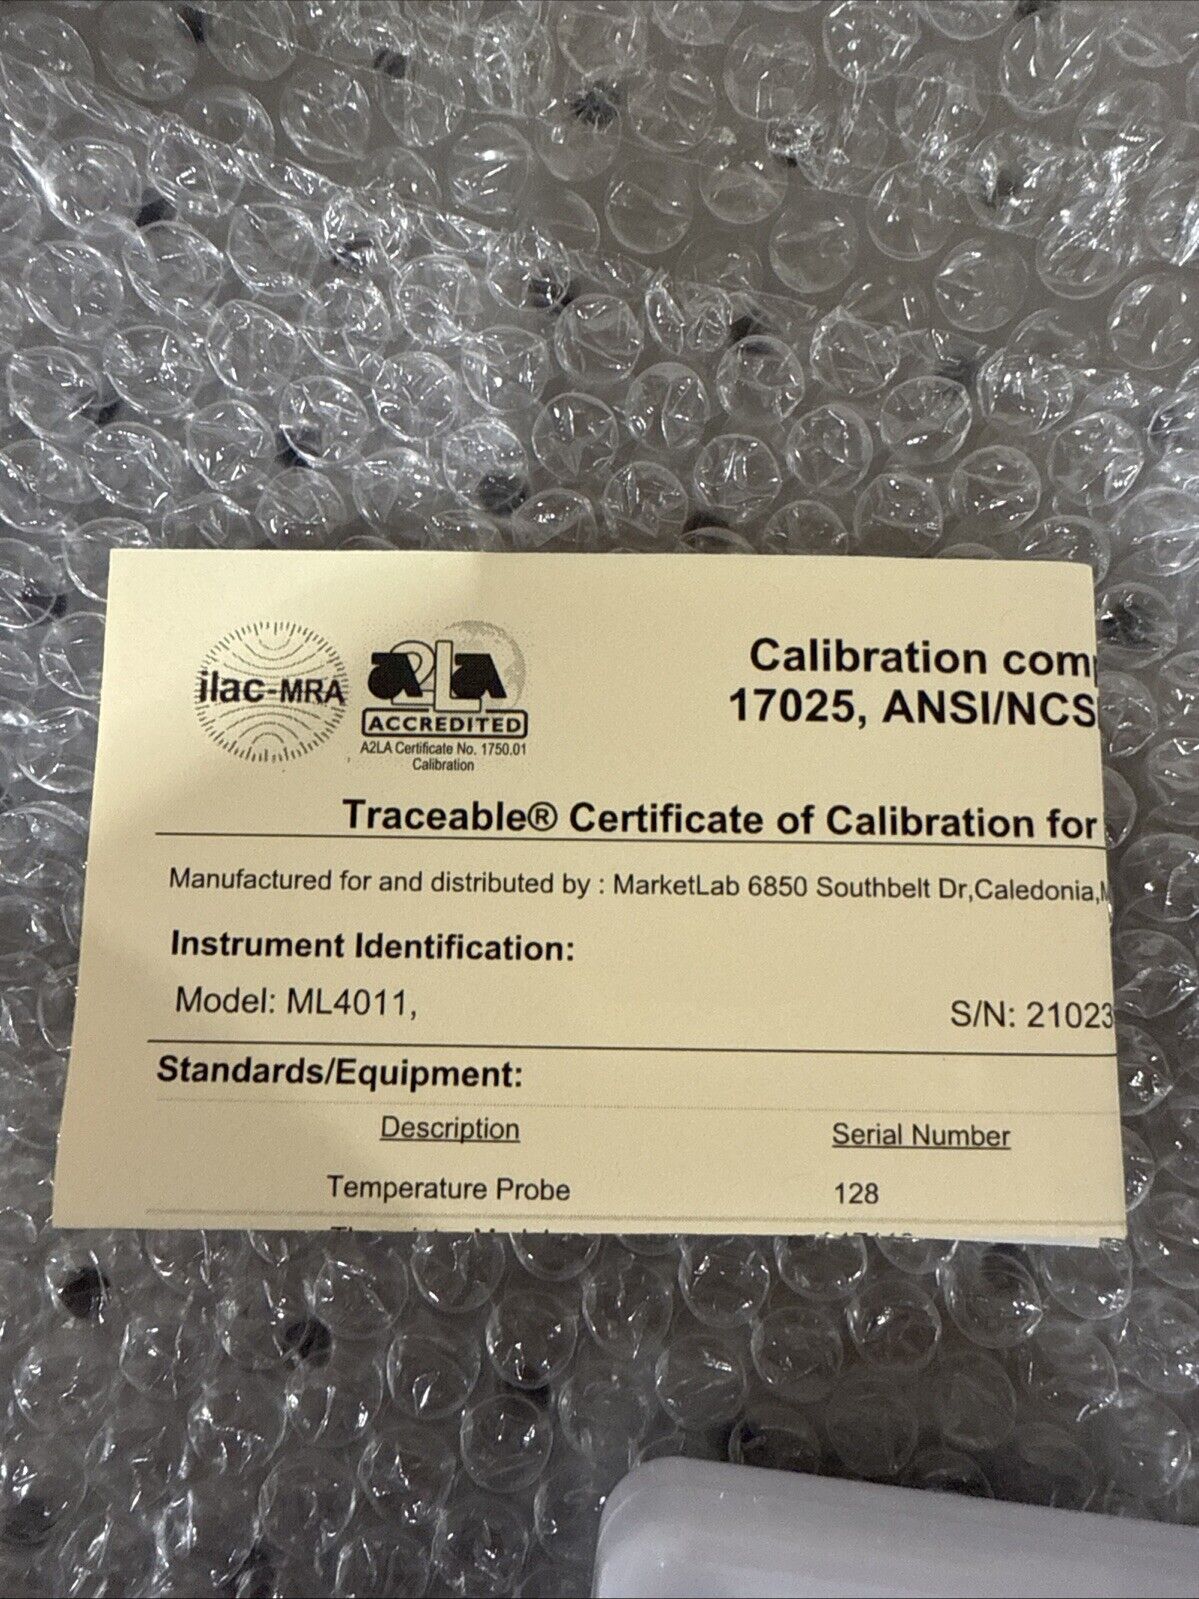 ilac-MRA
A2LA
ACCREDITED
A2LA Certificate No. 1750.01
Calibration
Calibration com
17025, ANSI/NCS
Traceable® Certificate of Calibration for
Manufactured for and distributed by : MarketLab 6850 Southbelt Dr,Caledonia,
Instrument Identification:
Model: ML4011,
S/N: 21023
Standards/Equipment:
Description Serial Number
Temperature Probe 128